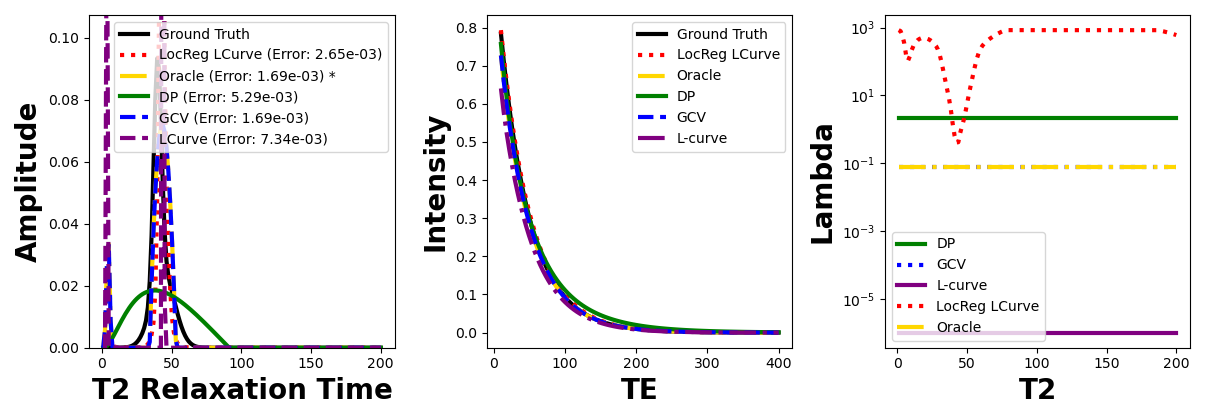 Amplitude
0.10
0.08
0.06
0.04
0.02
0.00
0
50
100
150
200
T2 Relaxation Time
Ground Truth
LocReg LCurve (Error: 2.65e-03)
Oracle (Error: 1.69e-03) *
DP (Error: 5.29e-03)
GCV (Error: 1.69e-03)
LCurve (Error: 7.34e-03)
Intensity
0.8
0.7
0.6
0.5
0.4
0.3
0.2
0.1
0.0
0
100
200
300
400
TE
Ground Truth
LocReg LCurve
Oracle
DP
GCV
L-curve
Lambda
10³
10¹
10⁻¹
10⁻³
10⁻⁵
0
50
100
150
200
T2
DP
GCV
L-curve
LocReg LCurve
Oracle